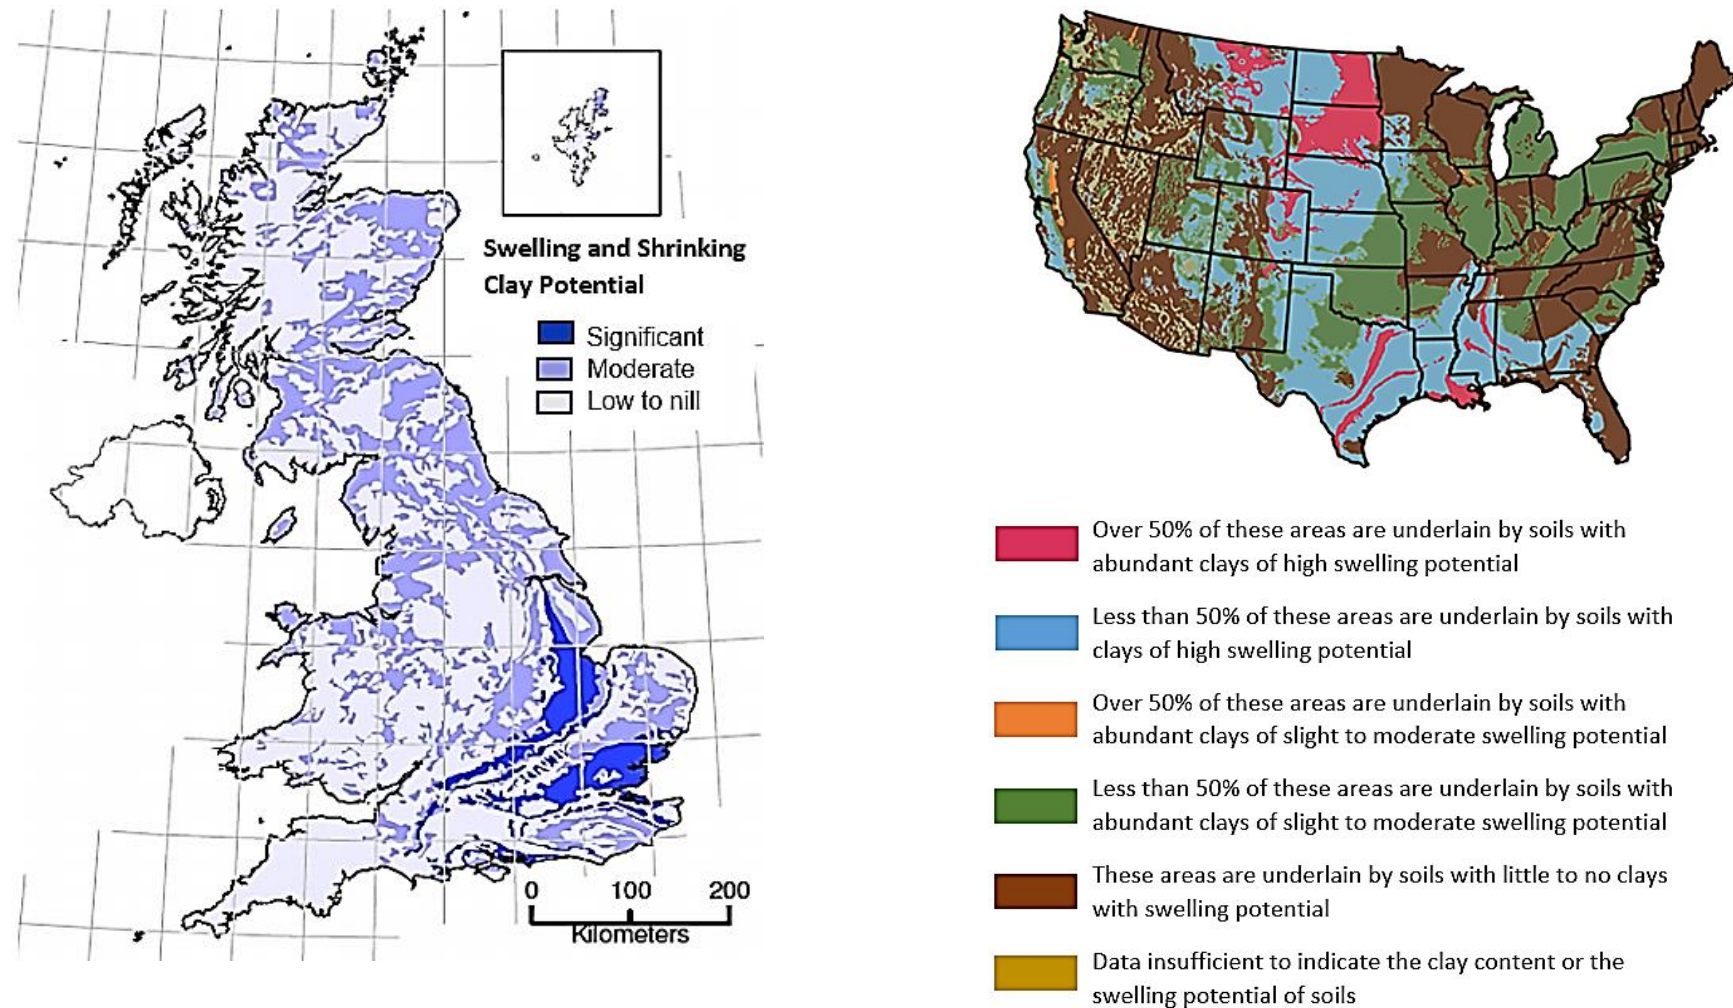 Swelling and Shrinking
Clay Potential
Significant
Moderate
Low to nill
0 100 200
Kilometers
Over 50% of these areas are underlain by soils with
abundant clays of high swelling potential
Less than 50% of these areas are underlain by soils with
clays of high swelling potential
Over 50% of these areas are underlain by soils with
abundant clays of slight to moderate swelling potential
Less than 50% of these areas are underlain by soils with
abundant clays of slight to moderate swelling potential
These areas are underlain by soils with little to no clays
with swelling potential
Data insufficient to indicate the clay content or the
swelling potential of soils